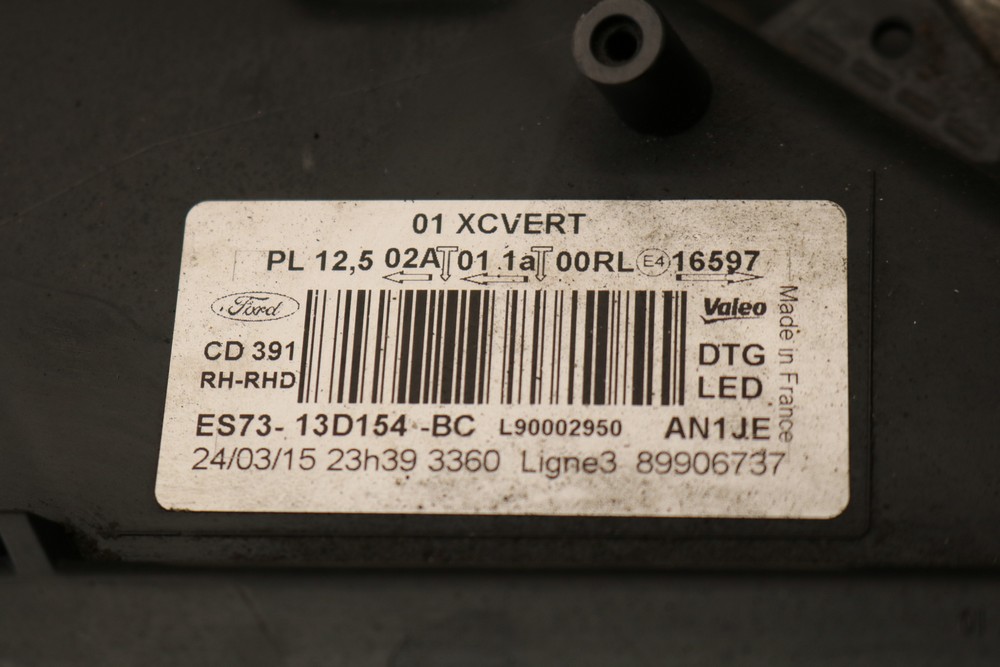 01 XCVERT
PL 12,5 02A 01 1a 00RL E4 16597
Ford
Valeo
CD 391
DTG
RH-RHD
LED
Made in France
ES73- 13D154 -BC L90002950 AN1JE
24/03/15 23h39 3360 Ligne3 89906737